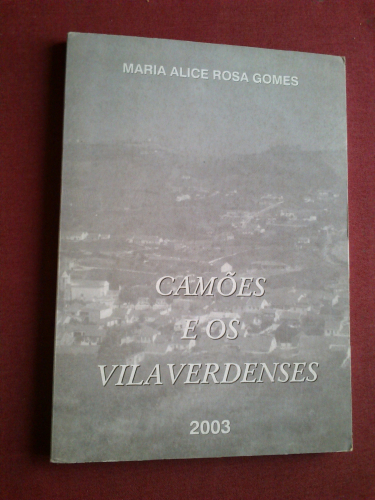 MARIA ALICE ROSA GOMES
CAMÕES
E OS
VILAVERDENSES
2003